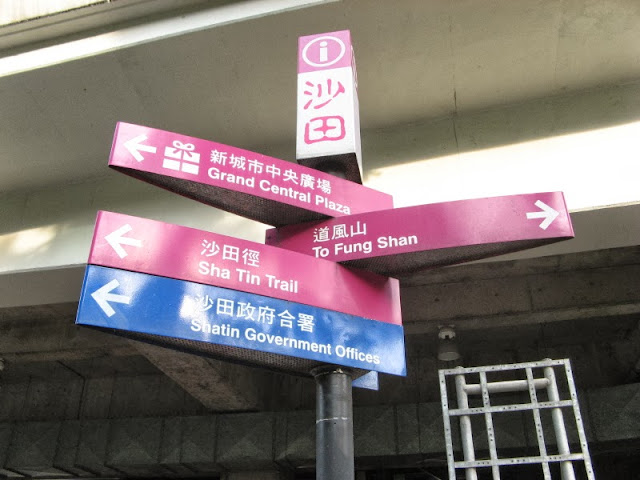 i
沙田
新城市中央廣場
Grand Central Plaza
道風山
To Fung Shan
沙田徑
Sha Tin Trail
沙田政府合署
Shatin Government Offices